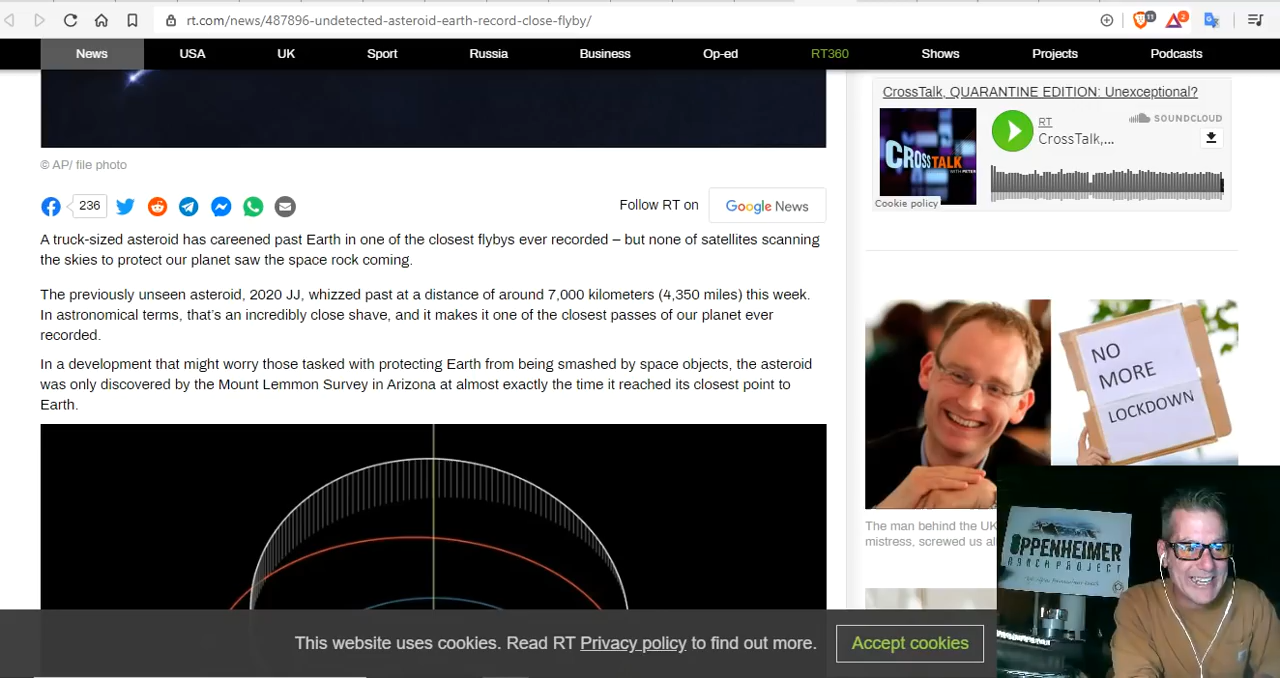 rt.com/news/487896-undetected-asteroid-earth-record-close-flyby/
11
2
News
USA
UK
Sport
Russia
Business
Op-ed
RT360
Shows
Projects
Podcasts
© AP/ file photo
236
Follow RT on
Google News
A truck-sized asteroid has careened past Earth in one of the closest flybys ever recorded – but none of satellites scanning
the skies to protect our planet saw the space rock coming.
The previously unseen asteroid, 2020 JJ, whizzed past at a distance of around 7,000 kilometers (4,350 miles) this week.
In astronomical terms, that's an incredibly close shave, and it makes it one of the closest passes of our planet ever
recorded.
In a development that might worry those tasked with protecting Earth from being smashed by space objects, the asteroid
was only discovered by the Mount Lemmon Survey in Arizona at almost exactly the time it reached its closest point to
Earth.
CrossTalk, QUARANTINE EDITION: Unexceptional?
CROSSTALK
WITH PETER
RT
SOUNDCLOUD
CrossTalk,...
Cookie policy
NO
MORE
LOCKDOWN
The man behind the UK
mistress, screwed us al
OPPENHEIMER
RANCH PROJECT
This website uses cookies. Read RT Privacy policy to find out more.
Accept cookies